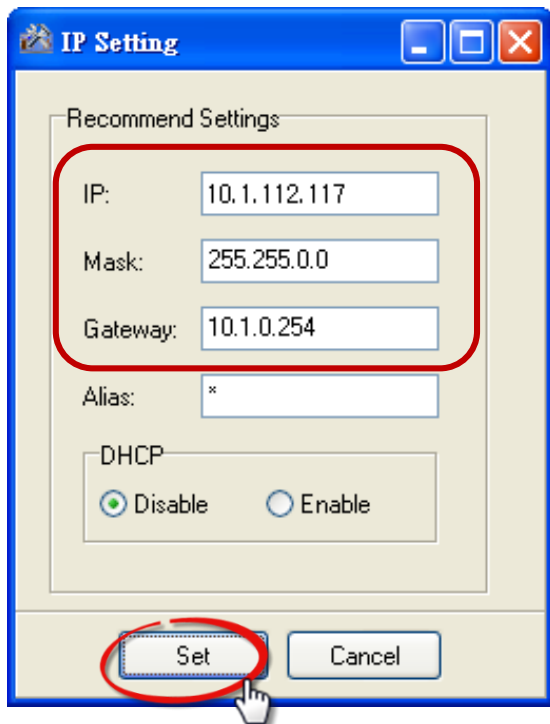 IP Setting
Recommend Settings
IP: 10.1.112.117
Mask: 255.255.0.0
Gateway: 10.1.0.254
Alias: *
DHCP
Disable Enable
Set Cancel